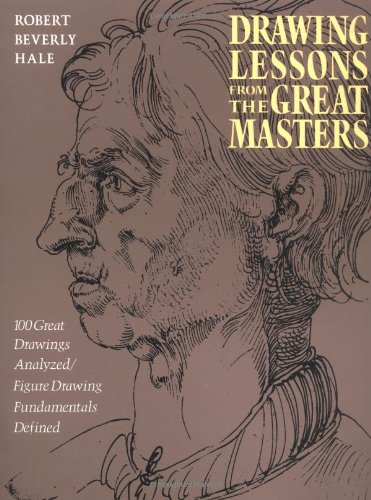 ROBERT
BEVERLY
HALE
DRAWING
LESSONS
FROM
THE GREAT
MASTERS
100 Great
Drawings
Analyzed/
Figure Drawing
Fundamentals
Defined